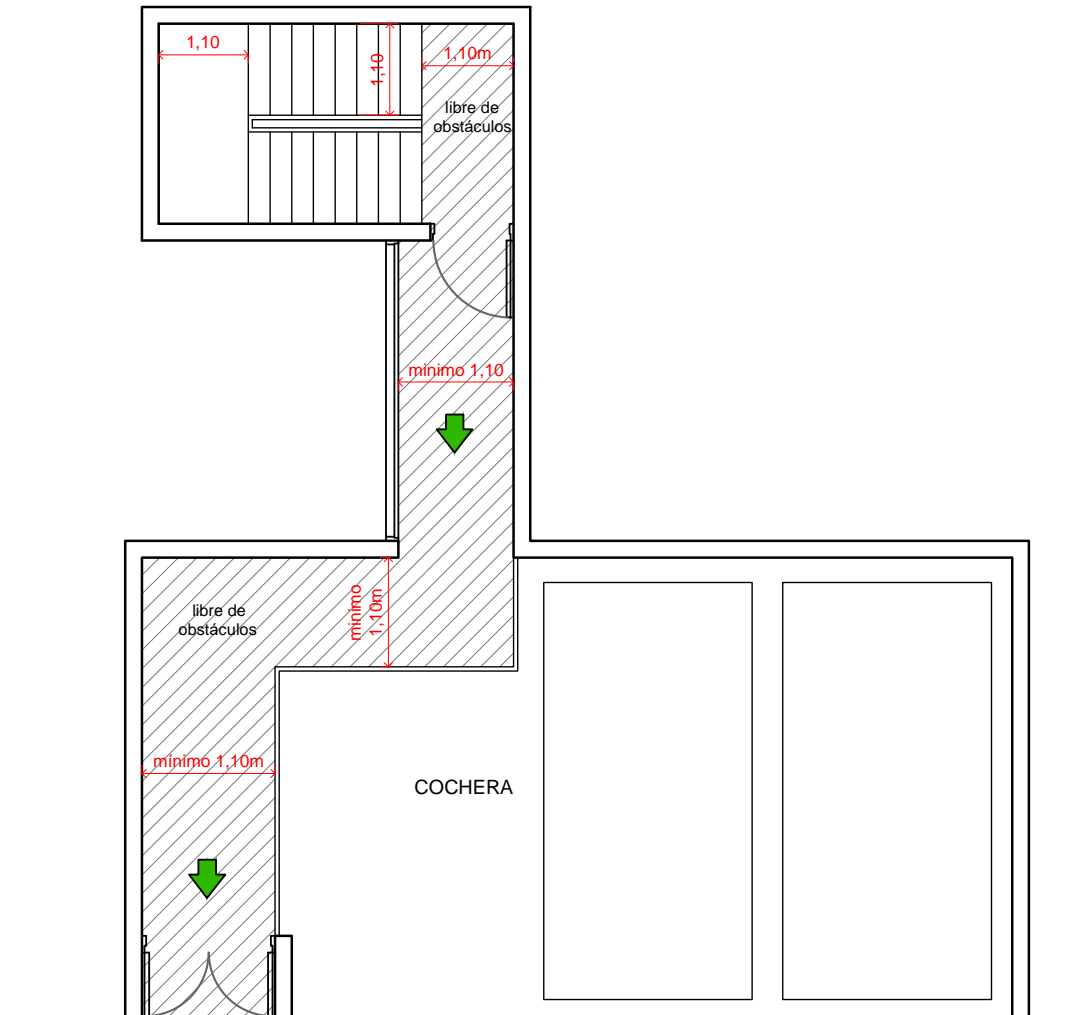 1,10
1,10
1,10m
libre de
obstáculos
mínimo 1,10
libre de
obstáculos
mínimo
1,10m
mínimo 1,10m
COCHERA